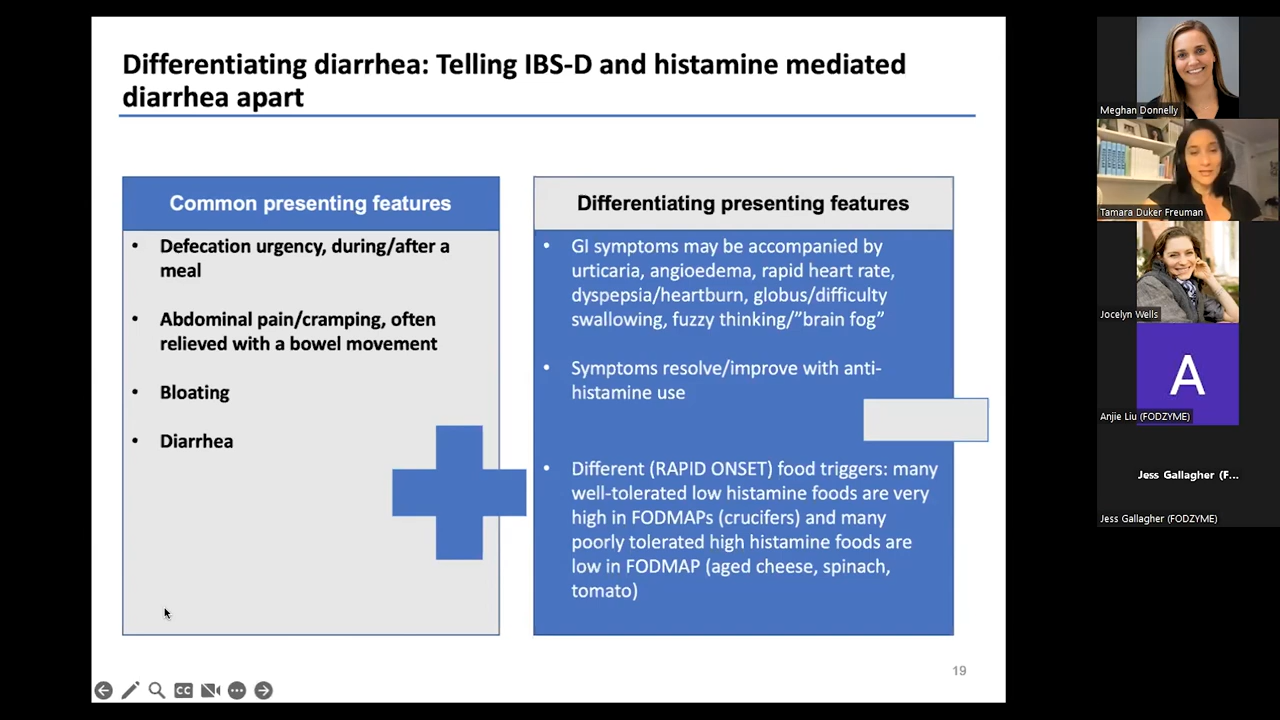 Differentiating diarrhea: Telling IBS-D and histamine mediated
diarrhea apart
Common presenting features
• Defecation urgency, during/after a
meal
• Abdominal pain/cramping, often
relieved with a bowel movement
• Bloating
• Diarrhea
Differentiating presenting features
• GI symptoms may be accompanied by
urticaria, angioedema, rapid heart rate,
dyspepsia/heartburn, globus/difficulty
swallowing, fuzzy thinking/”brain fog”
• Symptoms resolve/improve with anti-
histamine use
• Different (RAPID ONSET) food triggers: many
well-tolerated low histamine foods are very
high in FODMAPs (crucifers) and many
poorly tolerated high histamine foods are
low in FODMAP (aged cheese, spinach,
tomato)
19
CC
Meghan Donnelly
Tamara Duker Freuman
Jocelyn Wells
A
Anjie Liu (FODZYME)
Jess Gallagher (F...
Jess Gallagher (FODZYME)